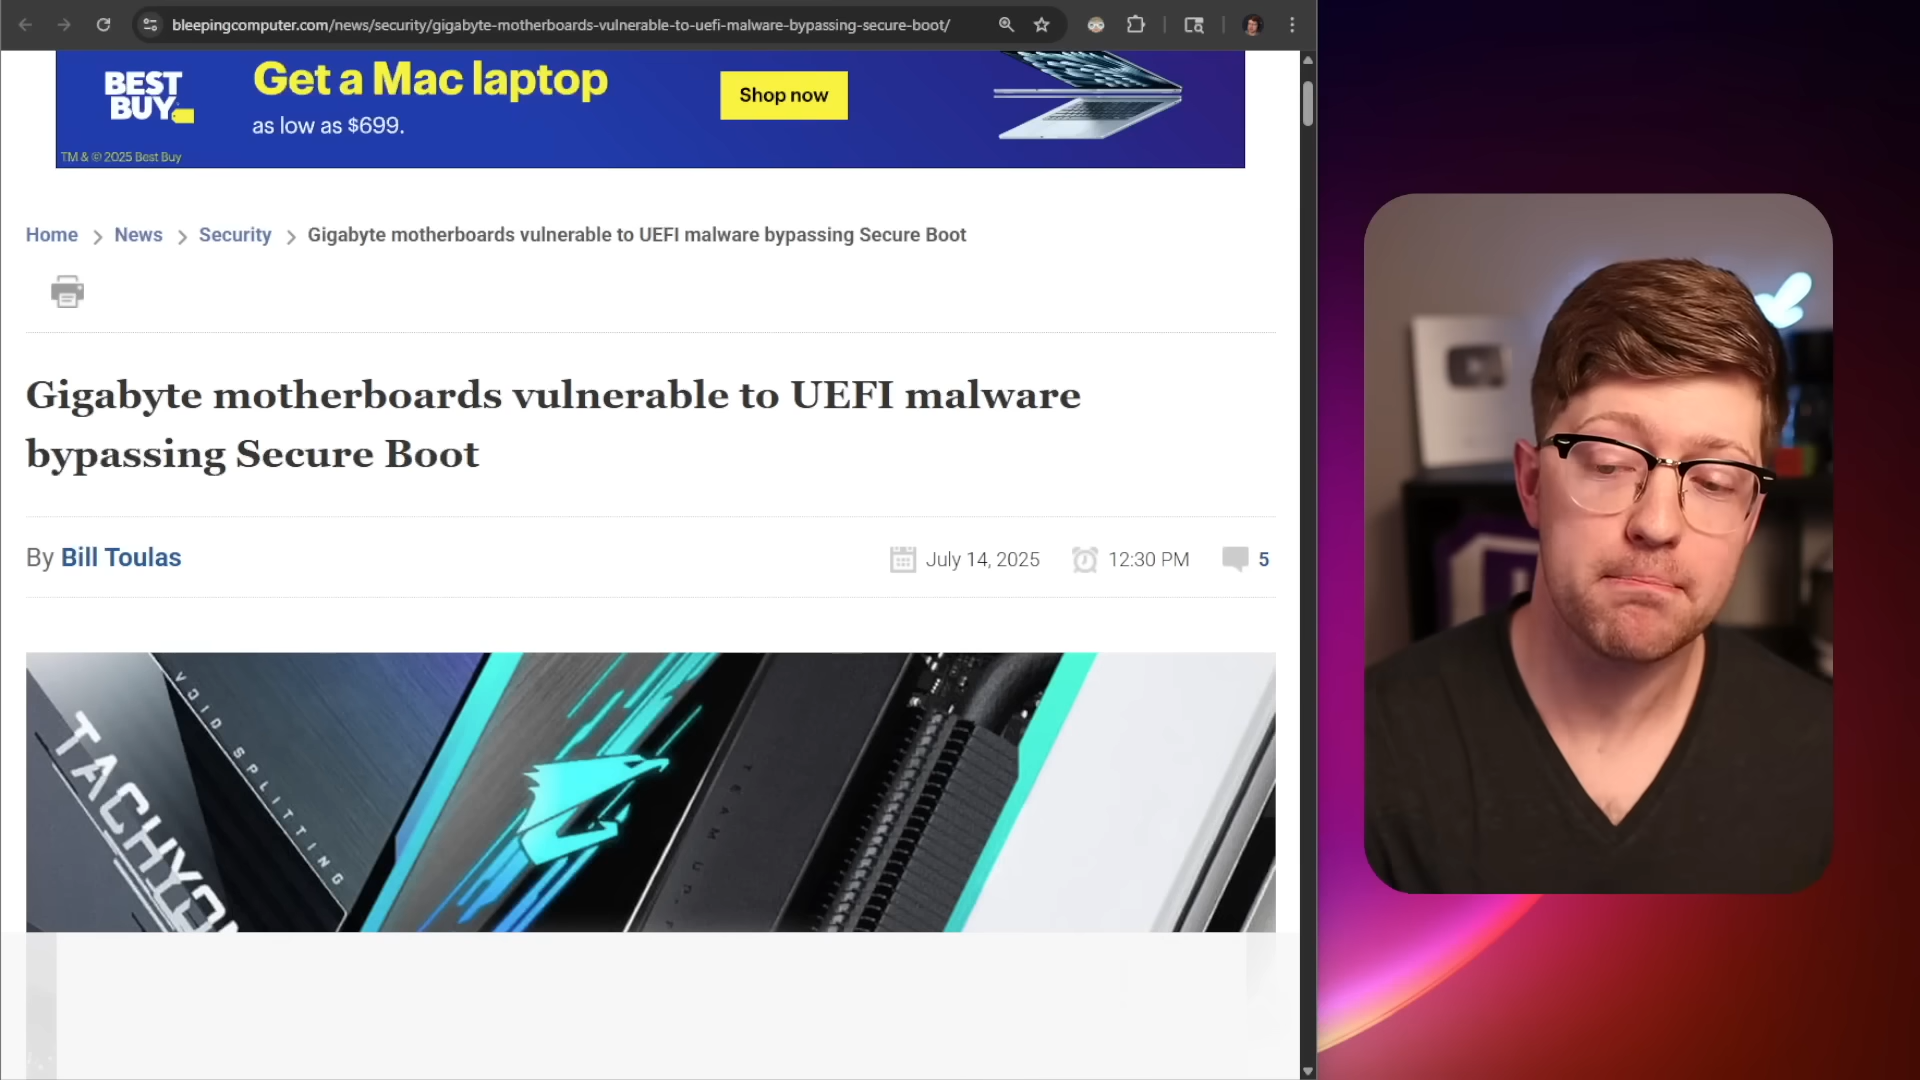 bleepingcomputer.com/news/security/gigabyte-motherboards-vulnerable-to-uefi-malware-bypassing-secure-boot/
BEST
BUY
Get a Mac laptop
as low as $699.
Shop now
TM & © 2025 Best Buy
Home
News
Security
Gigabyte motherboards vulnerable to UEFI malware bypassing Secure Boot
Gigabyte motherboards vulnerable to UEFI malware
bypassing Secure Boot
By Bill Toulas
July 14, 2025
12:30 PM
5
VOID SPLITTING
TACHYON
TEAM UP.